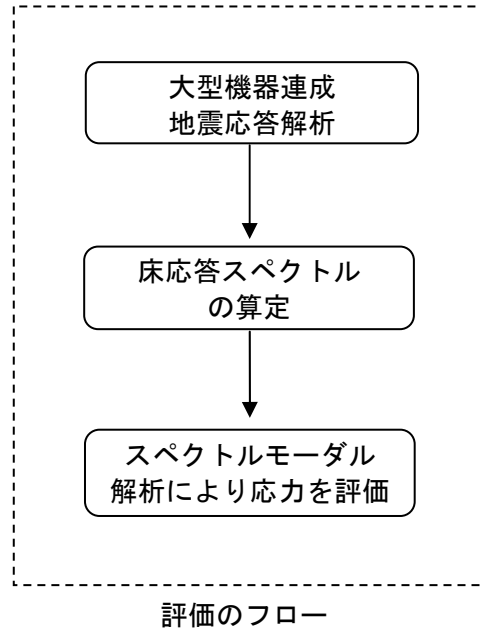 大型機器連成
地震応答解析
床応答スペクトル
の算定
スペクトルモーダル
解析により応力を評価
評価のフロー